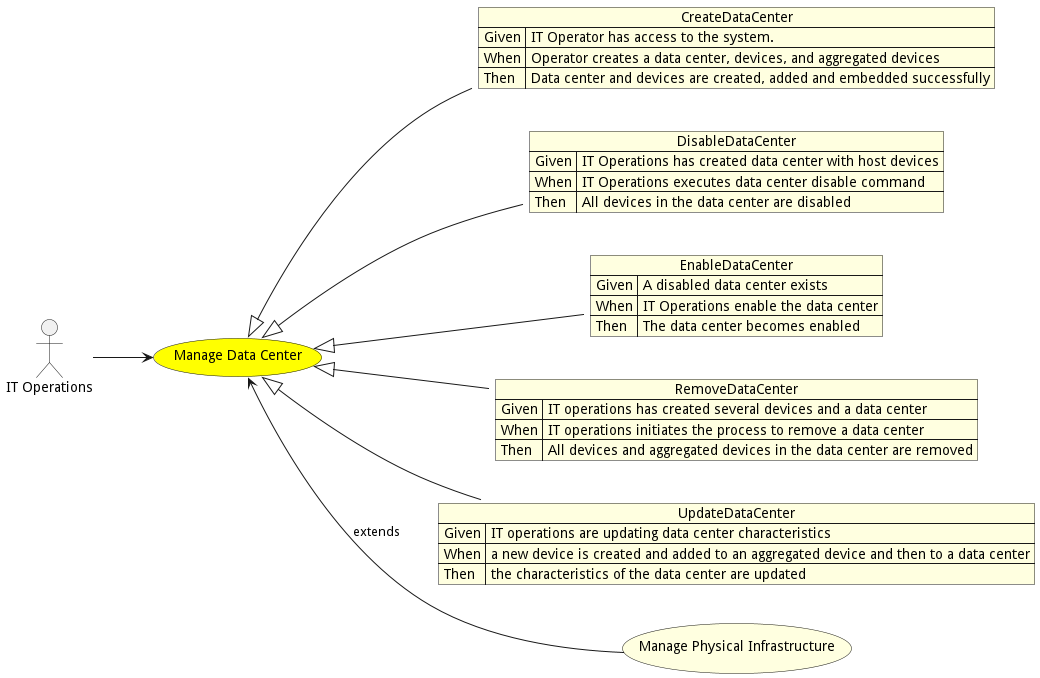 CreateDataCenter
Given IT Operator has access to the system.
When Operator creates a data center, devices, and aggregated devices
Then Data center and devices are created, added and embedded successfully
DisableDataCenter
Given IT Operations has created data center with host devices
When IT Operations executes data center disable command
Then All devices in the data center are disabled
EnableDataCenter
Given A disabled data center exists
When IT Operations enable the data center
Then The data center becomes enabled
IT Operations
Manage Data Center
RemoveDataCenter
Given IT operations has created several devices and a data center
When IT operations initiates the process to remove a data center
Then All devices and aggregated devices in the data center are removed
UpdateDataCenter
Given IT operations are updating data center characteristics
When a new device is created and added to an aggregated device and then to a data center
Then the characteristics of the data center are updated
extends
Manage Physical Infrastructure